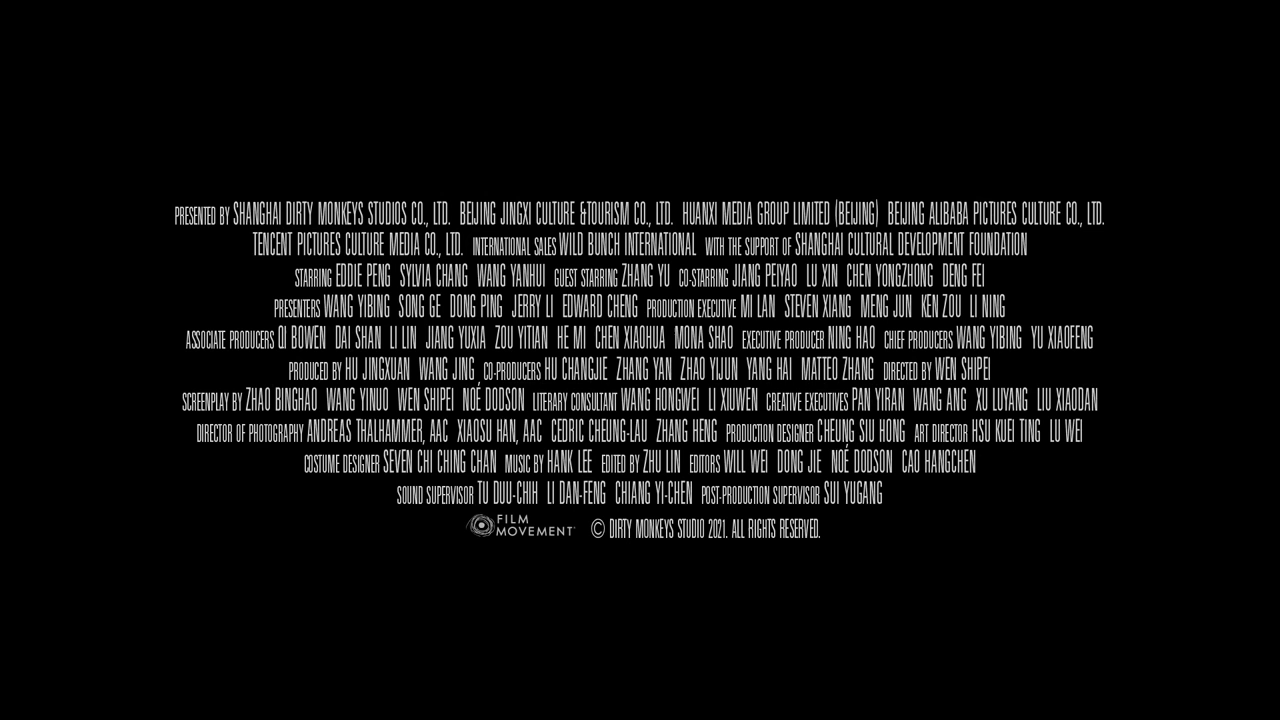 PRESENTED BY SHANGHAI DIRTY MONKEYS STUDIOS CO., LTD. BEIJING JINGXI CULTURE &TOURISM CO., LTD. HUANXI MEDIA GROUP LIMITED (BEIJING) BEIJING ALIBABA PICTURES CULTURE CO., LTD.
TENCENT PICTURES CULTURE MEDIA CO., LTD. INTERNATIONAL SALES WILD BUNCH INTERNATIONAL WITH THE SUPPORT OF SHANGHAI CULTURAL DEVELOPMENT FOUNDATION
STARRING EDDIE PENG SYLVIA CHANG WANG YANHUI GUEST STARRING ZHANG YU CO-STARRING JIANG PEIYAO LU XIN CHEN YONGZHONG DENG FEI
PRESENTERS WANG YIBING SONG GE DONG PING JERRY LI EDWARD CHENG PRODUCTION EXECUTIVE MI LAN STEVEN XIANG MENG JUN KEN ZOU LI NING
ASSOCIATE PRODUCERS QI BOWEN DAI SHAN LI LIN JIANG YUXIA ZOU YITIAN HE MI CHEN XIAOHUA MONA SHAO EXECUTIVE PRODUCER NING HAO CHIEF PRODUCERS WANG YIBING YU XIAOFENG
PRODUCED BY HU JINGXUAN WANG JING CO-PRODUCERS HU CHANGJIE ZHANG YAN ZHAO YIJUN YANG HAI MATTEO ZHANG DIRECTED BY WEN SHIPEI
SCREENPLAY BY ZHAO BINGHAO WANG YINUO WEN SHIPEI NOÉ DODSON LITERARY CONSULTANT WANG HONGWEI LI XIUWEN CREATIVE EXECUTIVES PAN YIRAN WANG ANG XU LUYANG LIU XIAODAN
DIRECTOR OF PHOTOGRAPHY ANDREAS THALHAMMER, AAC XIAOSU HAN, AAC CEDRIC CHEUNG-LAU ZHANG HENG PRODUCTION DESIGNER CHEUNG SIU HONG ART DIRECTOR HSU KUEI TING LU WEI
COSTUME DESIGNER SEVEN CHI CHING CHAN MUSIC BY HANK LEE EDITED BY ZHU LIN EDITORS WILL WEI DONG JIE NOÉ DODSON CAO HANGCHEN
SOUND SUPERVISOR TU DUU-CHIH LI DAN-FENG CHIANG YI-CHEN POST-PRODUCTION SUPERVISOR SUI YUGANG
FILM MOVEMENT © DIRTY MONKEYS STUDIO 2021. ALL RIGHTS RESERVED.